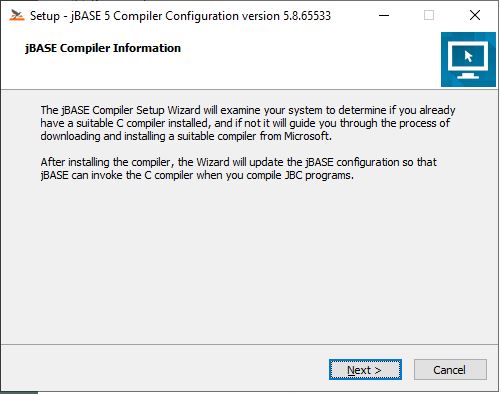 Setup - jBASE 5 Compiler Configuration version 5.8.65533
jBASE Compiler Information
The jBASE Compiler Setup Wizard will examine your system to determine if you already
have a suitable C compiler installed, and if not it will guide you through the process of
downloading and installing a suitable compiler from Microsoft.
After installing the compiler, the Wizard will update the jBASE configuration so that
jBASE can invoke the C compiler when you compile JBC programs.
Next >
Cancel